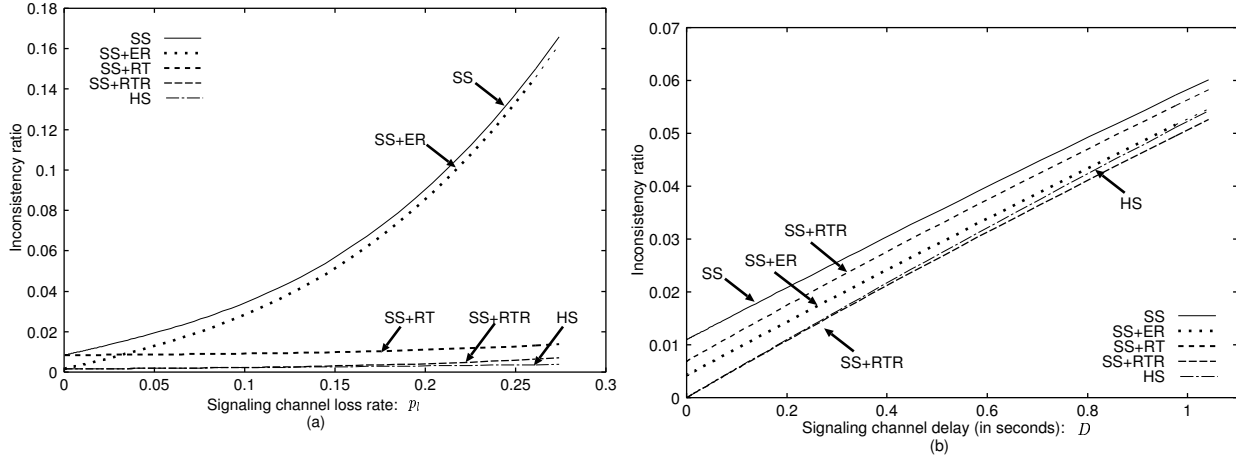 0.18
0.16
0.14
0.12
0.1
0.08
0.06
0.04
0.02
0
Inconsistency ratio
SS
SS+ER
SS+RT
SS+RTR
HS
SS
SS+ER
SS+RT
SS+RTR
HS
0 0.05 0.1 0.15 0.2 0.25 0.3
Signaling channel loss rate: p_l
(a)
0.07
0.06
0.05
0.04
0.03
0.02
0.01
0
Inconsistency ratio
SS+RTR
SS+ER
SS
HS
SS+RTR
SS
SS+ER
SS+RT
SS+RTR
HS
0 0.2 0.4 0.6 0.8 1
Signaling channel delay (in seconds): D
(b)